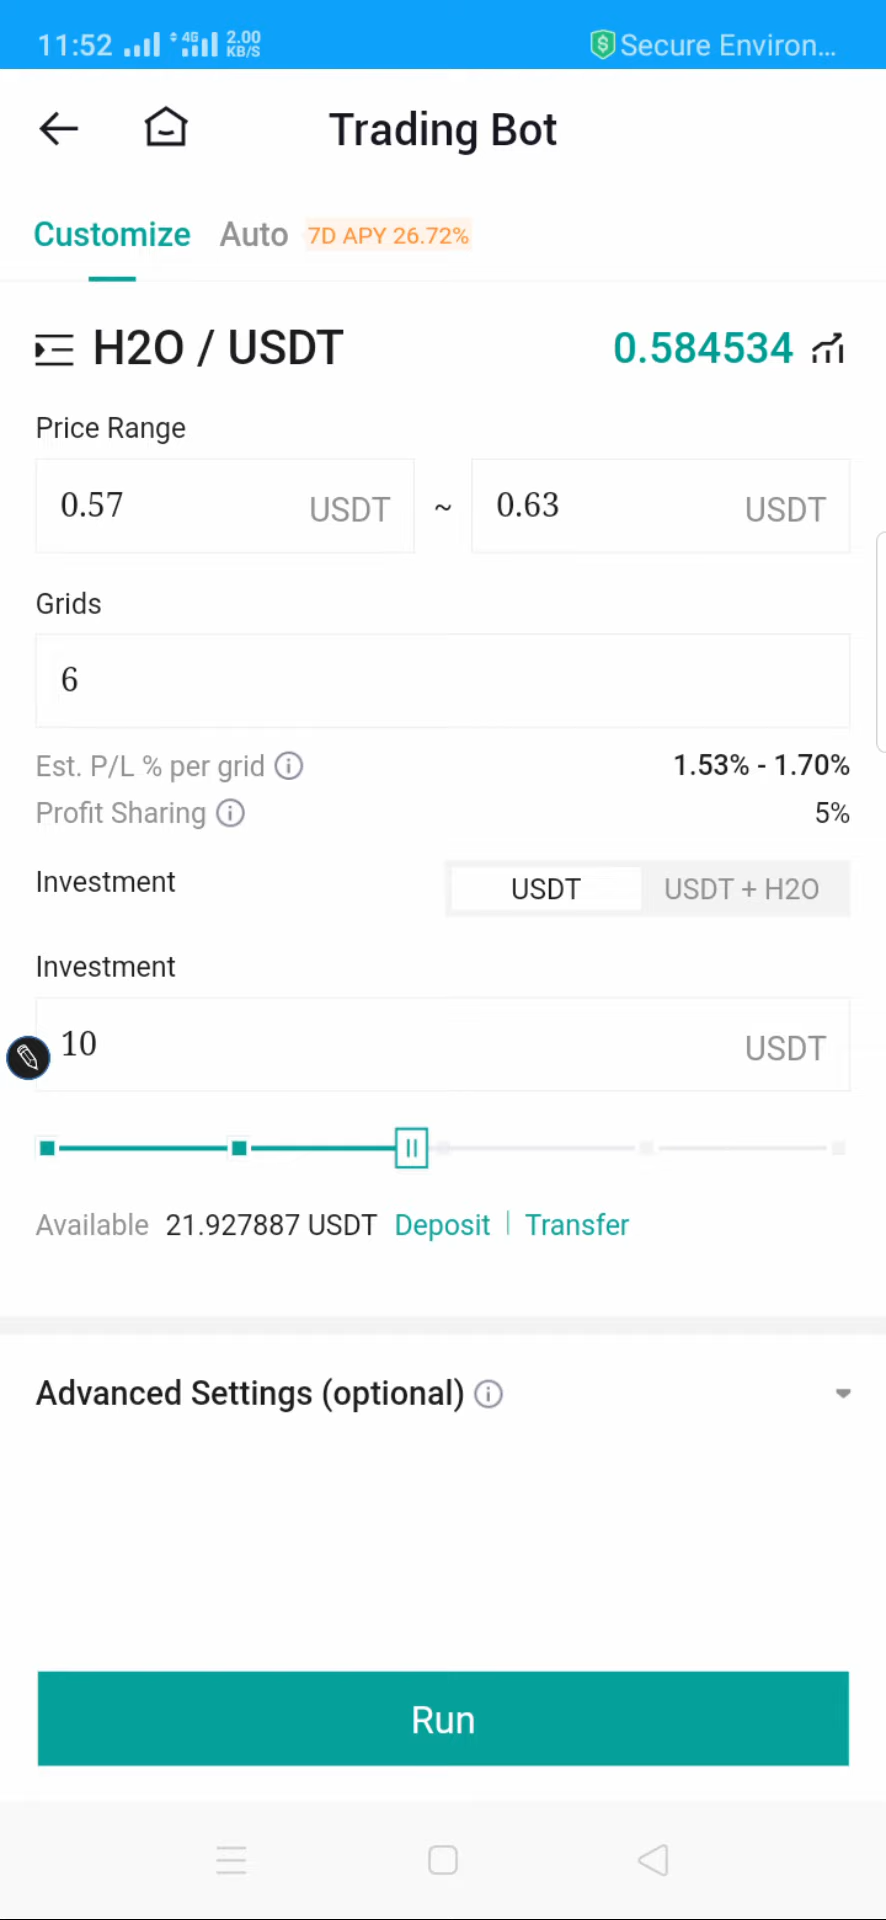 11:52 4G 2.00 KB/S Secure Environ...
Trading Bot
Customize Auto 7D APY 26.72%
H2O / USDT 0.584534
Price Range
0.57 USDT ~ 0.63 USDT
Grids
6
Est. P/L % per grid 1.53% - 1.70%
Profit Sharing 5%
Investment USDT USDT + H2O
Investment
10 USDT
Available 21.927887 USDT Deposit | Transfer
Advanced Settings (optional)
Run